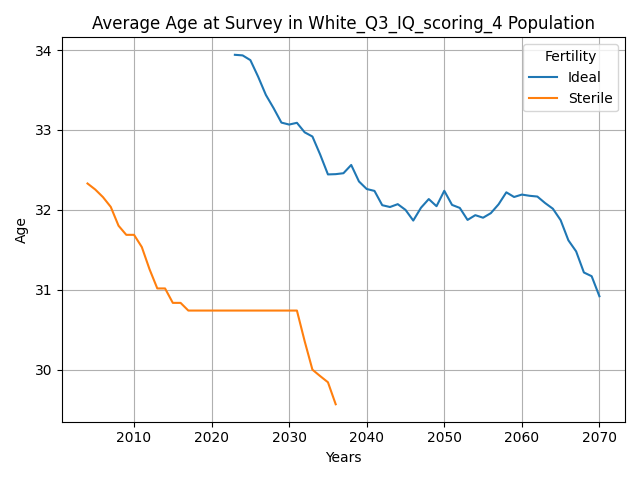 Average Age at Survey in White_Q3_IQ_scoring_4 Population
Fertility
Ideal
Sterile
34
33
32
31
30
Age
2010
2020
2030
2040
2050
2060
2070
Years